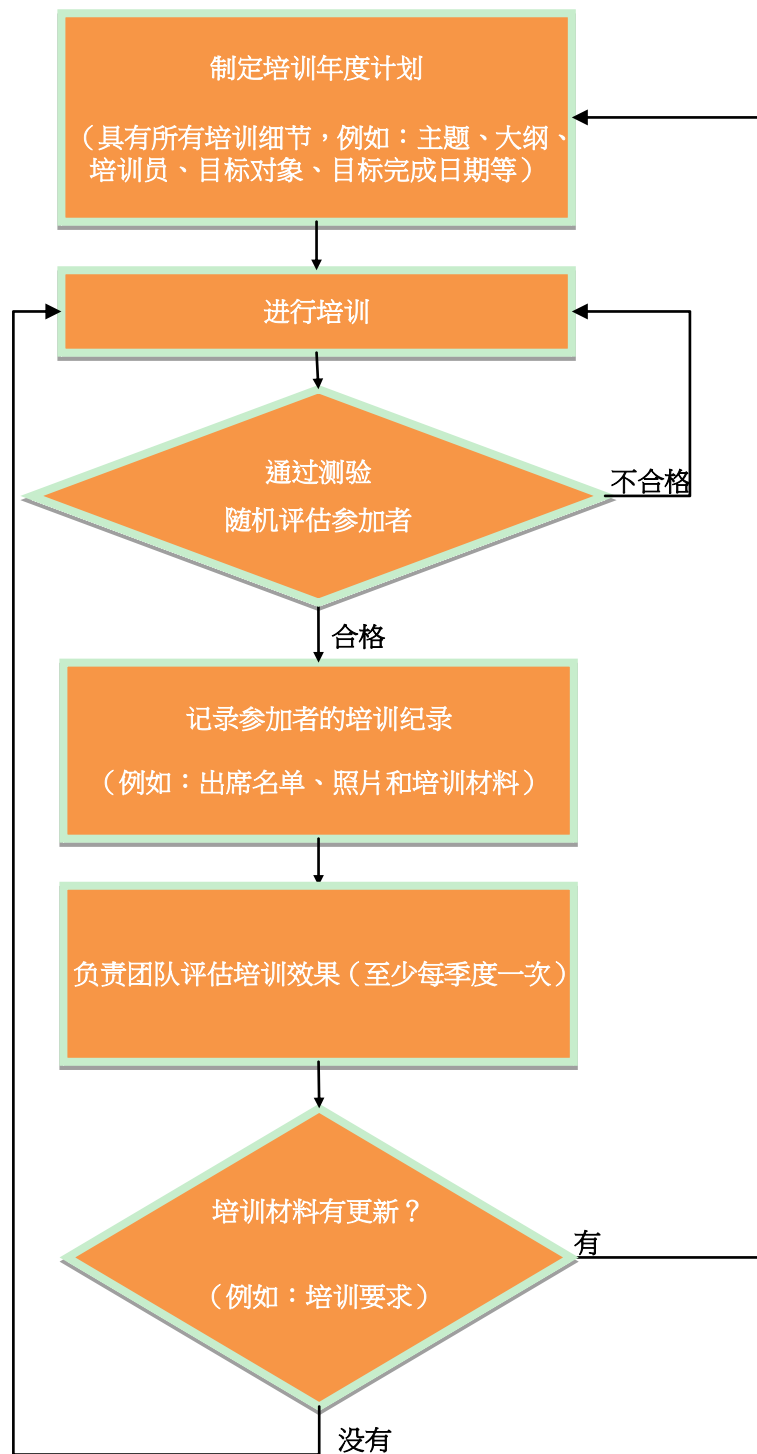 制定培训年度计划
（具有所有培训细节，例如：主题、大纲、
培训员、目标对象、目标完成日期等）
进行培训
通过测验
随机评估参加者
不合格
合格
记录参加者的培训纪录
（例如：出席名单、照片和培训材料）
负责团队评估培训效果（至少每季度一次）
培训材料有更新？
（例如：培训要求）
有
没有